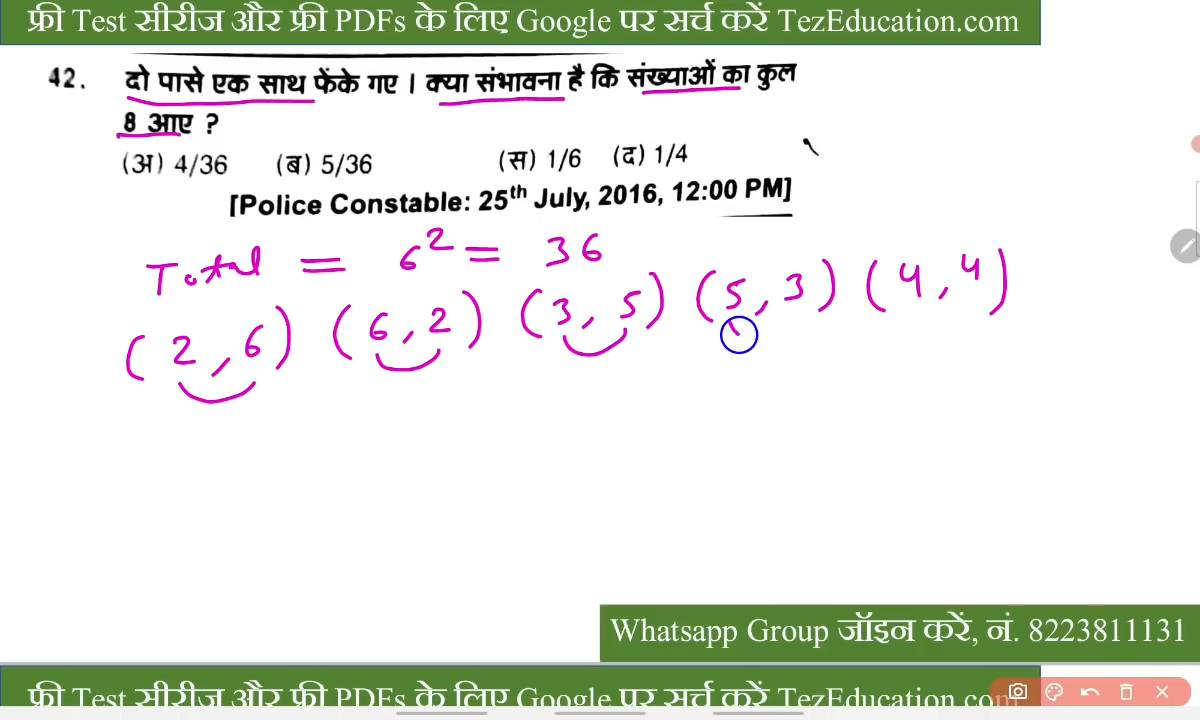 फ्री Test सीरीज और फ्री PDFs के लिए Google पर सर्च करें TezEducation.com
42. दो पासे एक साथ फेंके गए । क्या संभावना है कि संख्याओं का कुल
8 आए ?
(अ) 4/36 (ब) 5/36 (स) 1/6 (द) 1/4
[Police Constable: 25th July, 2016, 12:00 PM]
Total = 6² = 36
(2, 6) (6, 2) (3, 5) (5, 3) (4, 4)
Whatsapp Group जॉइन करें, नं. 8223811131
फ्री Test सीरीज और फ्री PDFs के लिए Google पर सर्च करें TezEducation.com